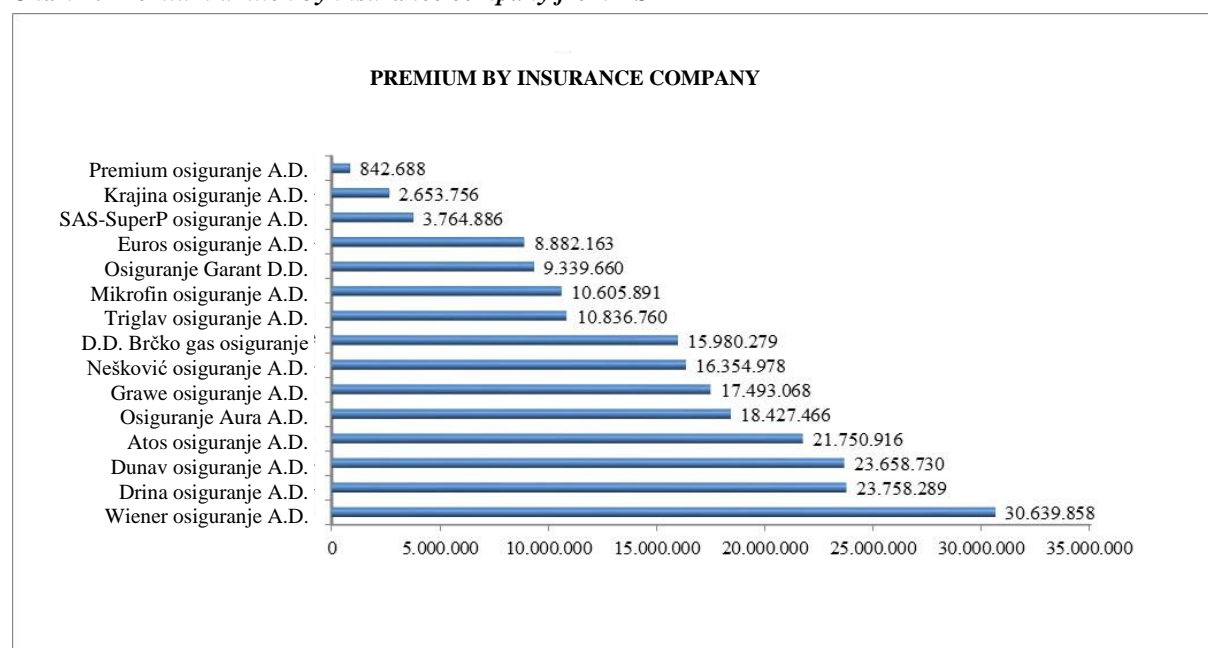 PREMIUM BY INSURANCE COMPANY
Premium osiguranje A.D. 842.688
Krajina osiguranje A.D. 2.653.756
SAS-SuperP osiguranje A.D. 3.764.886
Euros osiguranje A.D. 8.882.163
Osiguranje Garant D.D. 9.339.660
Mikrofin osiguranje A.D. 10.605.891
Triglav osiguranje A.D. 10.836.760
D.D. Brčko gas osiguranje 15.980.279
Nešković osiguranje A.D. 16.354.978
Grawe osiguranje A.D. 17.493.068
Osiguranje Aura A.D. 18.427.466
Atos osiguranje A.D. 21.750.916
Dunav osiguranje A.D. 23.658.730
Drina osiguranje A.D. 23.758.289
Wiener osiguranje A.D. 30.639.858
0 5.000.000 10.000.000 15.000.000 20.000.000 25.000.000 30.000.000 35.000.000